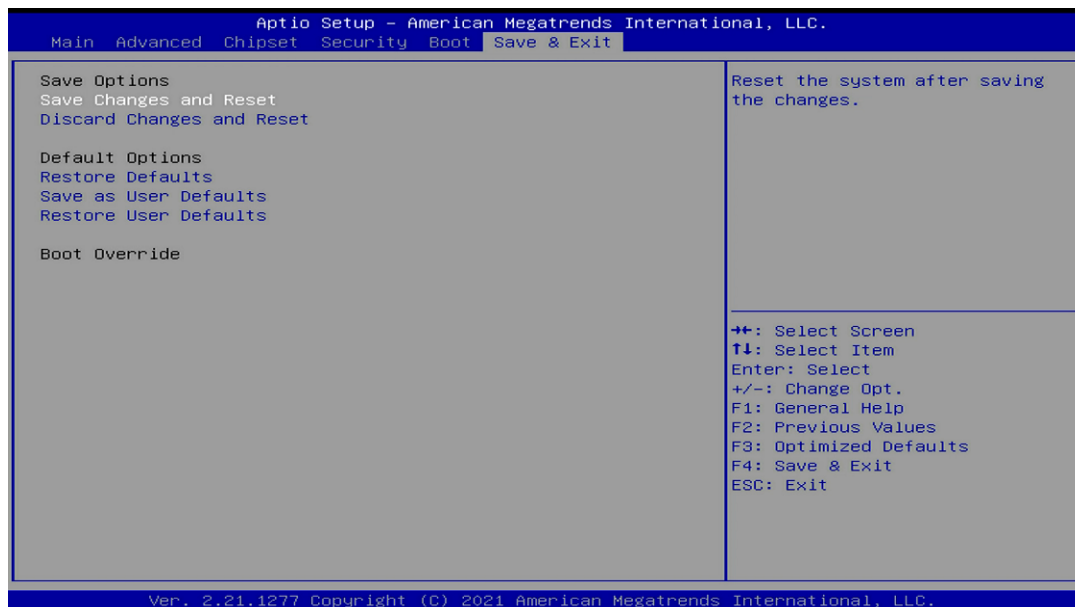 Aptio Setup – American Megatrends International, LLC.
Main Advanced Chipset Security Boot Save & Exit
Save Options
Save Changes and Reset
Discard Changes and Reset
Default Options
Restore Defaults
Save as User Defaults
Restore User Defaults
Boot Override
Reset the system after saving
the changes.
→←: Select Screen
↑↓: Select Item
Enter: Select
+/-: Change Opt.
F1: General Help
F2: Previous Values
F3: Optimized Defaults
F4: Save & Exit
ESC: Exit
Ver. 2.21.1277 Copyright (C) 2021 American Megatrends International, LLC.